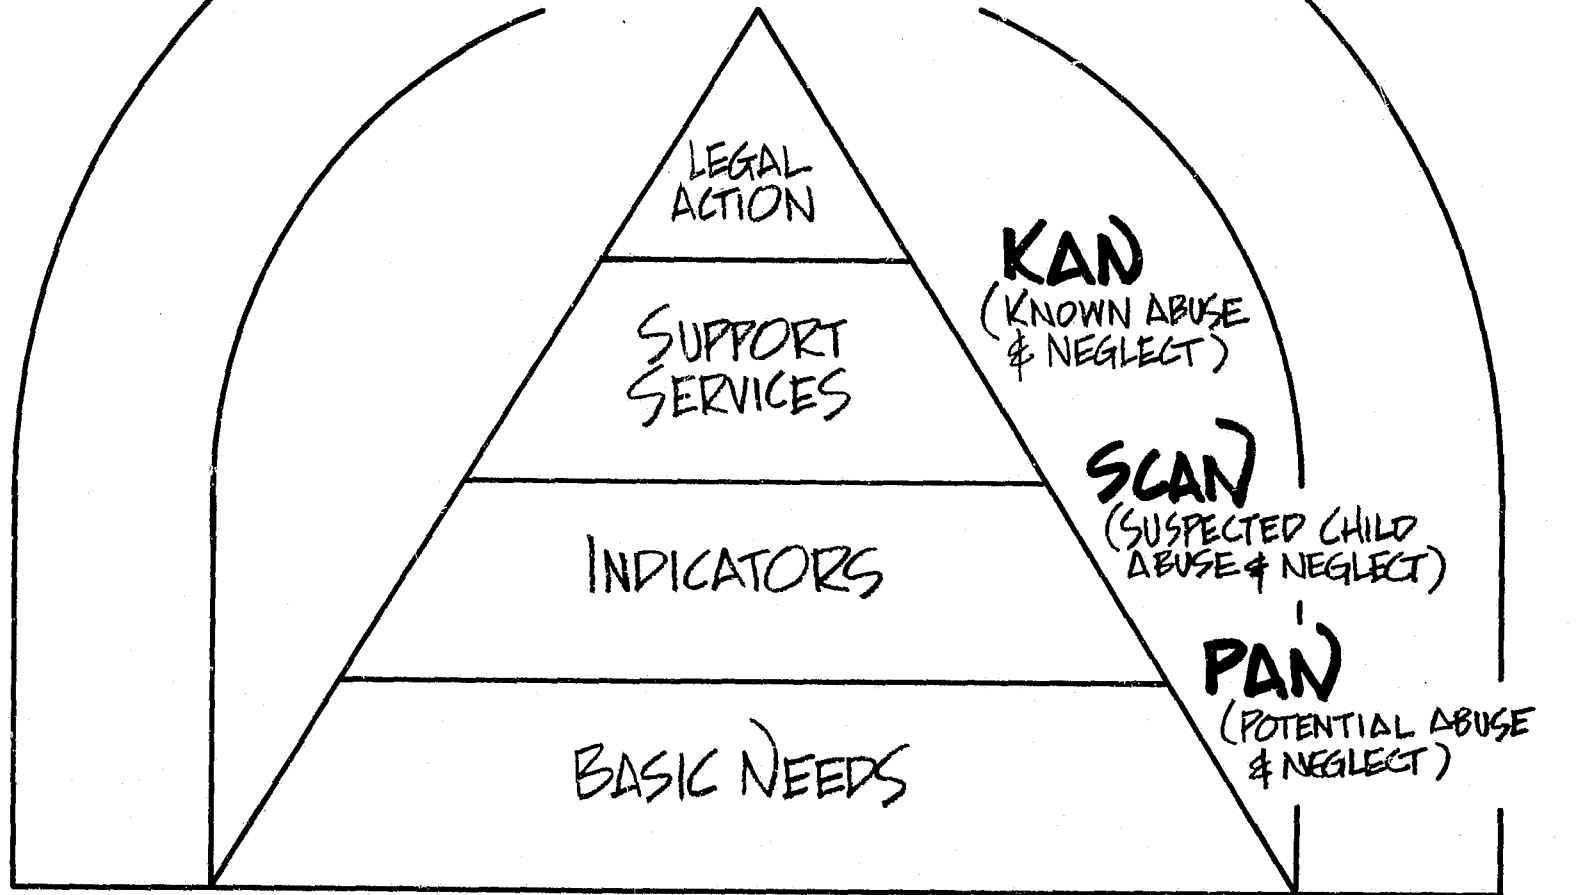 LEGAL
ACTION
KAN
(KNOWN ABUSE
& NEGLECT)
SUPPORT
SERVICES
SCAN
(SUSPECTED CHILD
ABUSE & NEGLECT)
INDICATORS
PAN
(POTENTIAL ABUSE
& NEGLECT)
BASIC NEEDS